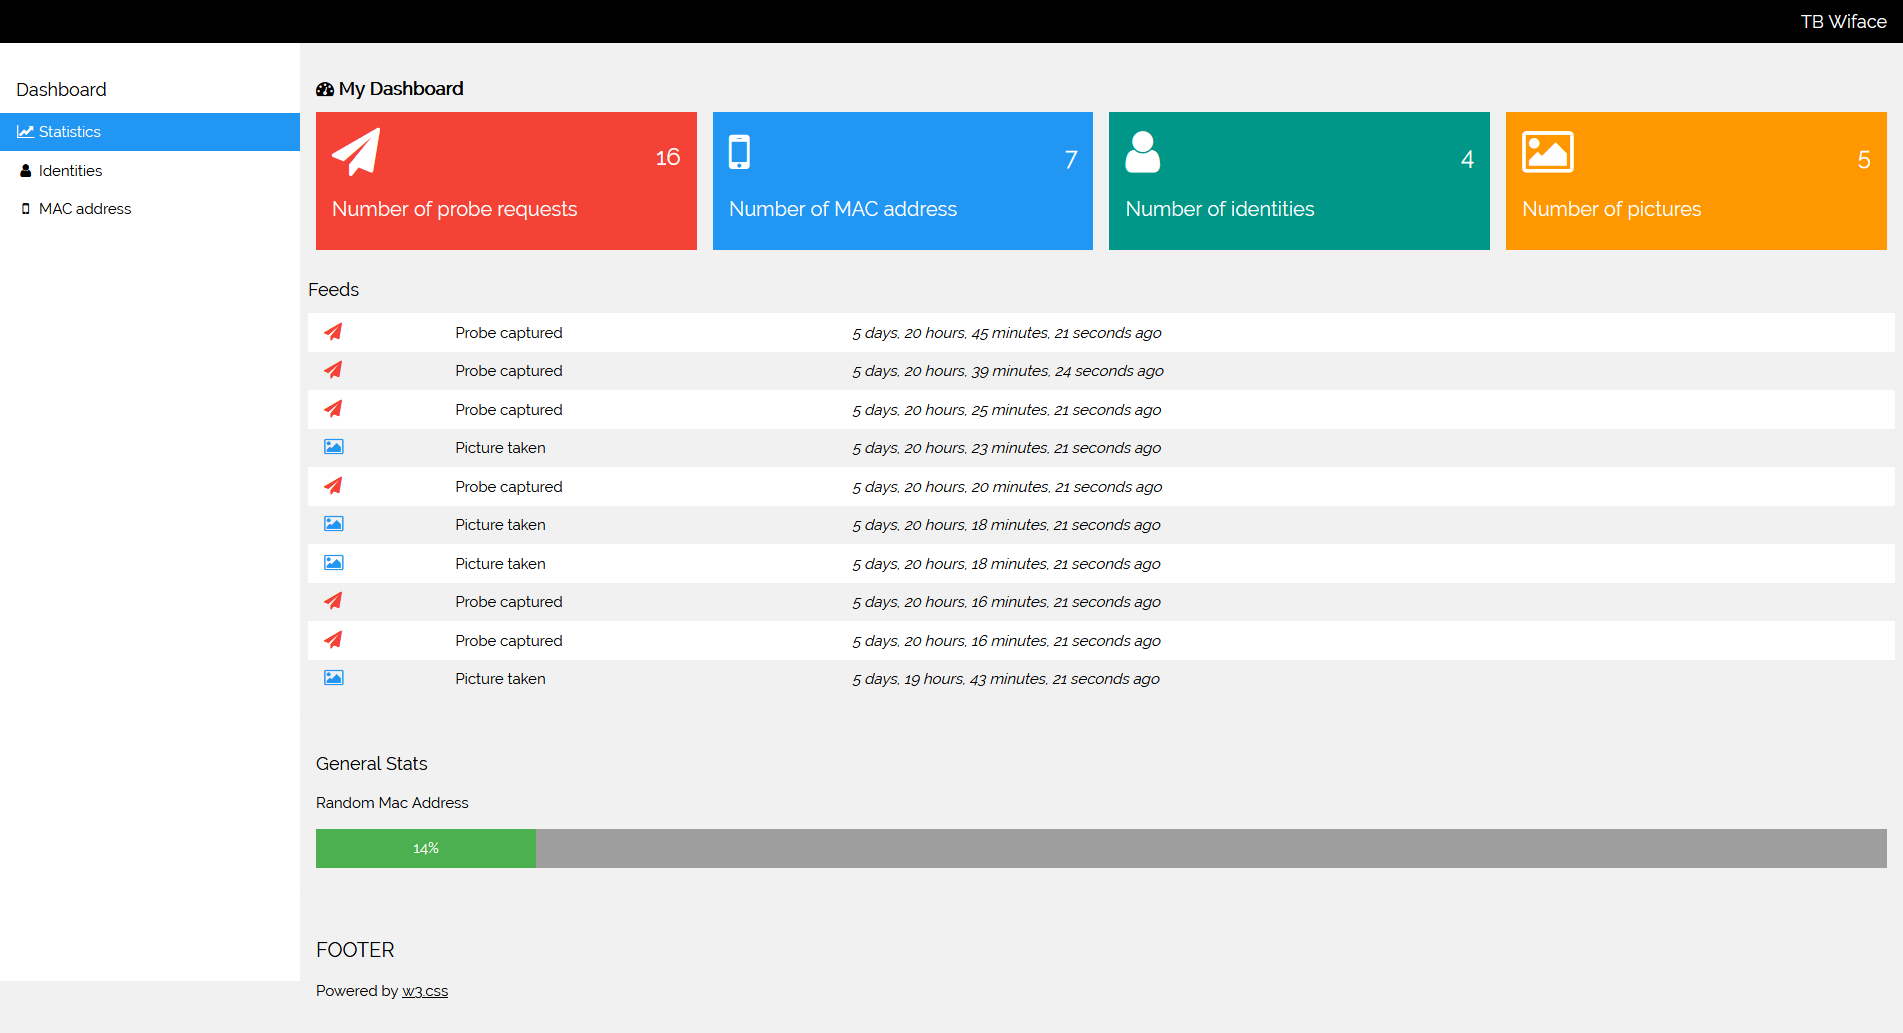 TB Wiface
Dashboard
Statistics
Identities
MAC address
My Dashboard
16
Number of probe requests
7
Number of MAC address
4
Number of identities
5
Number of pictures
Feeds
Probe captured 5 days, 20 hours, 45 minutes, 21 seconds ago
Probe captured 5 days, 20 hours, 39 minutes, 24 seconds ago
Probe captured 5 days, 20 hours, 25 minutes, 21 seconds ago
Picture taken 5 days, 20 hours, 23 minutes, 21 seconds ago
Probe captured 5 days, 20 hours, 20 minutes, 21 seconds ago
Picture taken 5 days, 20 hours, 18 minutes, 21 seconds ago
Picture taken 5 days, 20 hours, 18 minutes, 21 seconds ago
Probe captured 5 days, 20 hours, 16 minutes, 21 seconds ago
Probe captured 5 days, 20 hours, 16 minutes, 21 seconds ago
Picture taken 5 days, 19 hours, 43 minutes, 21 seconds ago
General Stats
Random Mac Address
14%
FOOTER
Powered by w3.css